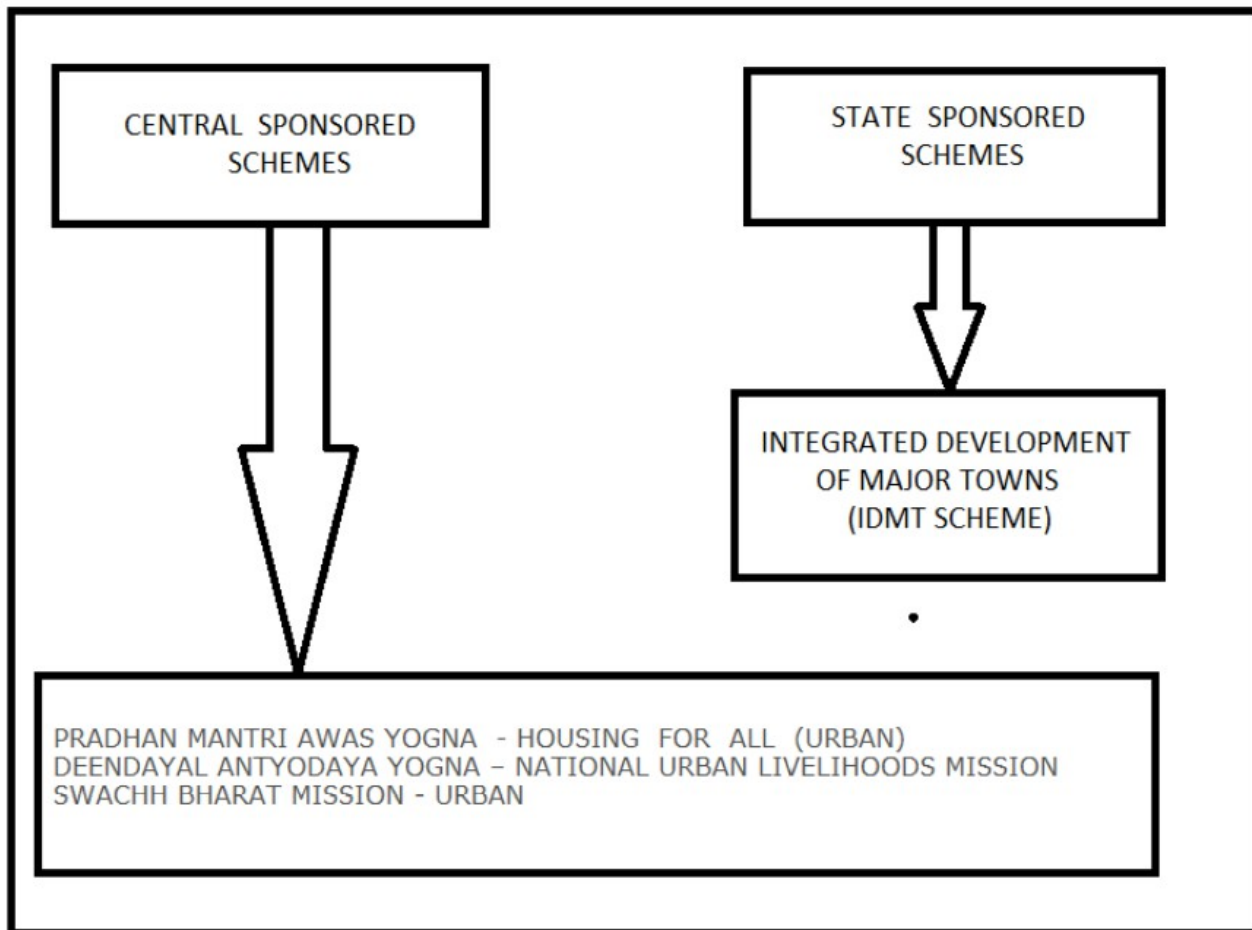 CENTRAL SPONSORED
SCHEMES
STATE SPONSORED
SCHEMES
INTEGRATED DEVELOPMENT
OF MAJOR TOWNS
(IDMT SCHEME)
PRADHAN MANTRI AWAS YOGNA - HOUSING FOR ALL (URBAN)
DEENDAYAL ANTYODAYA YOGNA – NATIONAL URBAN LIVELIHOODS MISSION
SWACHH BHARAT MISSION - URBAN